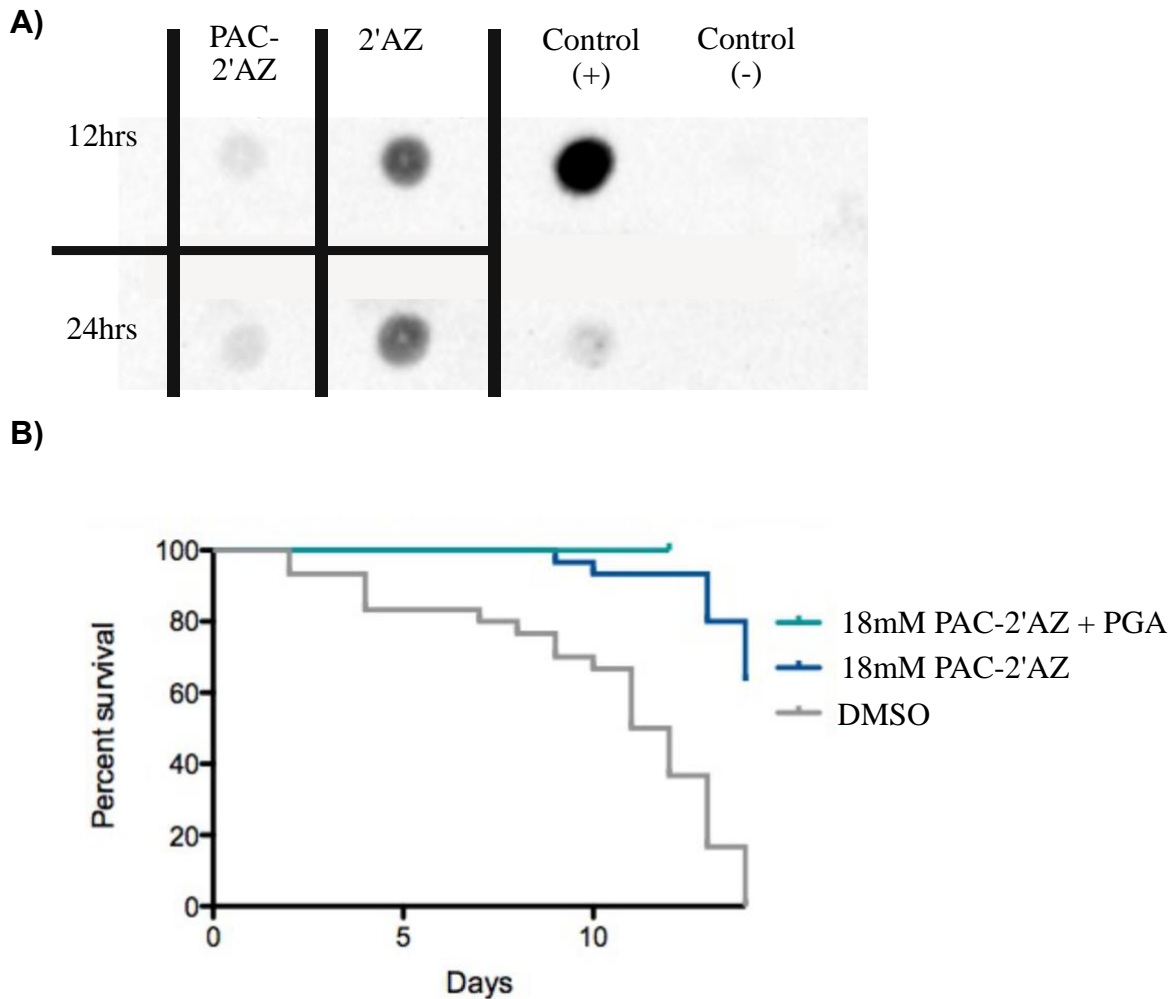 A)
PAC-
2'AZ
2'AZ
Control
(+)
Control
(-)
12hrs
24hrs
B)
100
80
60
40
20
0
Percent survival
0
5
10
Days
18mM PAC-2'AZ + PGA
18mM PAC-2'AZ
DMSO